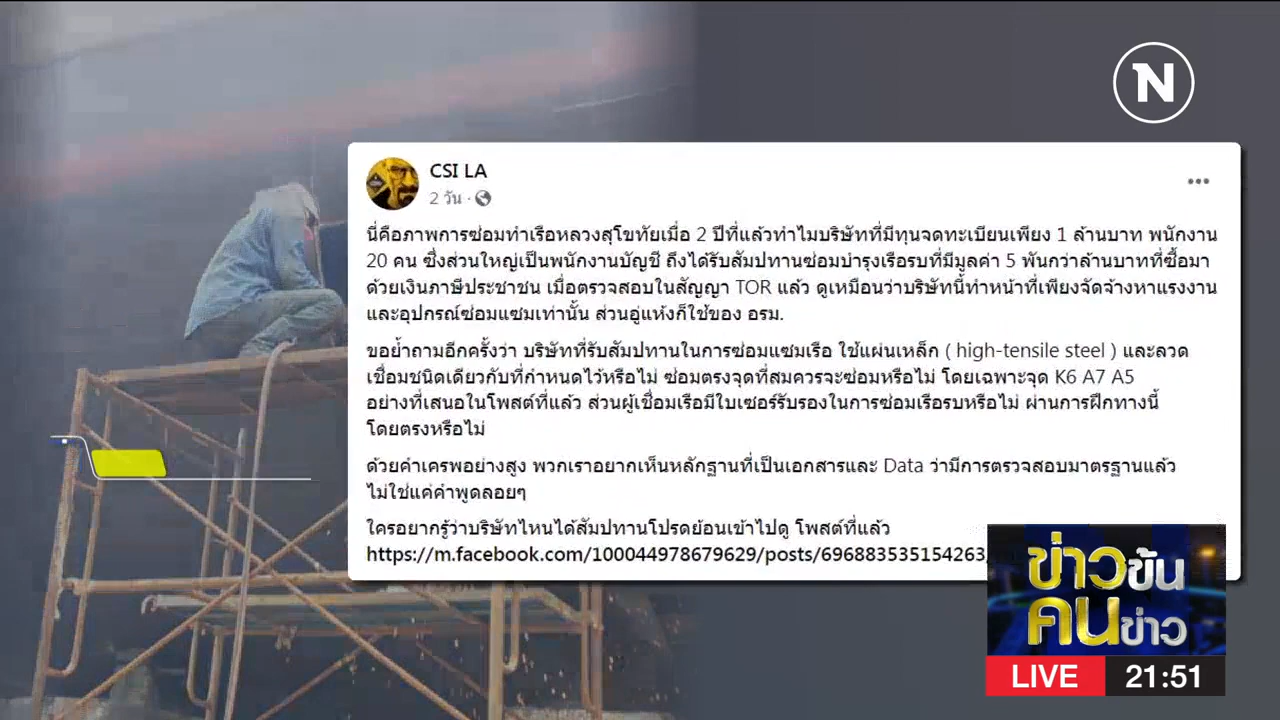 N
CSI LA
2 วัน ·
นี่คือภาพการซ่อมทำเรือหลวงสุโขทัยเมื่อ 2 ปีที่แล้วทำไมบริษัทที่มีทุนจดทะเบียนเพียง 1 ล้านบาท พนักงาน
20 คน ซึ่งส่วนใหญ่เป็นพนักงานบัญชี ถึงได้รับสัมปทานซ่อมบำรุงเรือรบที่มีมูลค่า 5 พันกว่าล้านบาทที่ซื้อมา
ด้วยเงินภาษีประชาชน เมื่อตรวจสอบในสัญญา TOR แล้ว ดูเหมือนว่าบริษัทนี้ทำหน้าที่เพียงจัดจ้างหาแรงงาน
และอุปกรณ์ซ่อมแซมเท่านั้น ส่วนอู่แห้งก็ใช้ของ อรม.
ขอย้ำถามอีกครั้งว่า บริษัทที่รับสัมปทานในการซ่อมแซมเรือ ใช้แผ่นเหล็ก ( high-tensile steel ) และลวด
เชื่อมชนิดเดียวกับที่กำหนดไว้หรือไม่ ซ่อมตรงจุดที่สมควรจะซ่อมหรือไม่ โดยเฉพาะจุด K6 A7 A5
อย่างที่เสนอในโพสต์ที่แล้ว ส่วนผู้เชื่อมเรือมีใบเซอร์รับรองในการซ่อมเรือรบหรือไม่ ผ่านการฝึกทางนี้
โดยตรงหรือไม่
ด้วยคำเคารพอย่างสูง พวกเราอยากเห็นหลักฐานที่เป็นเอกสารและ Data ว่ามีการตรวจสอบมาตรฐานแล้ว
ไม่ใช่แค่คำพูดลอยๆ
ใครอยากรู้ว่าบริษัทไหนได้สัมปทานโปรดย้อนเข้าไปดู โพสต์ที่แล้ว
https://m.facebook.com/100044978679629/posts/696883535154263
ข่าวข้น
คนข่าว
LIVE 21:51